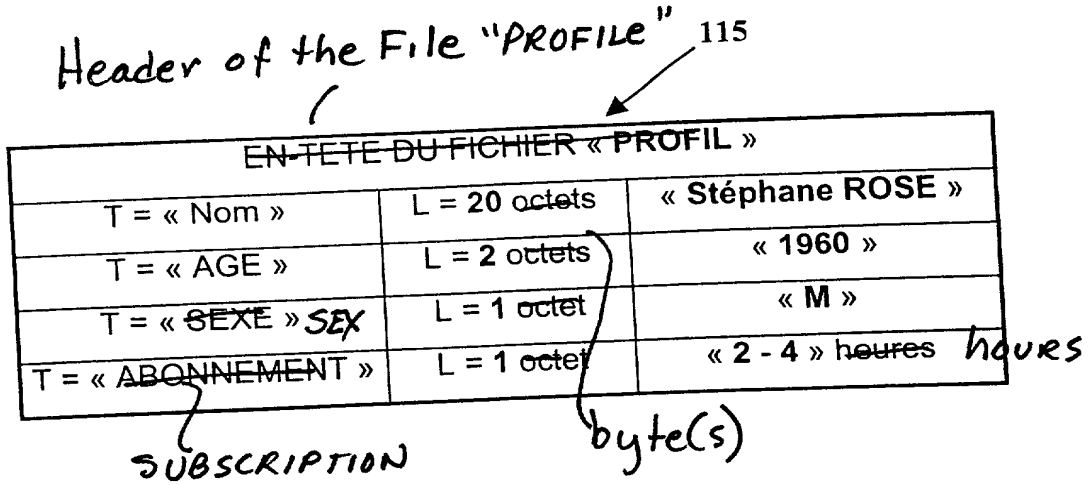 Header of the File "PROFILE" 115
EN-TETE DU FICHIER « PROFIL »
T = « Nom » L = 20 octets « Stéphane ROSE »
T = « AGE » L = 2 octets « 1960 »
T = « SEXE » SEX L = 1 octet « M »
T = « ABONNEMENT » L = 1 octet « 2 - 4 » heures hours
SUBSCRIPTION byte(s)